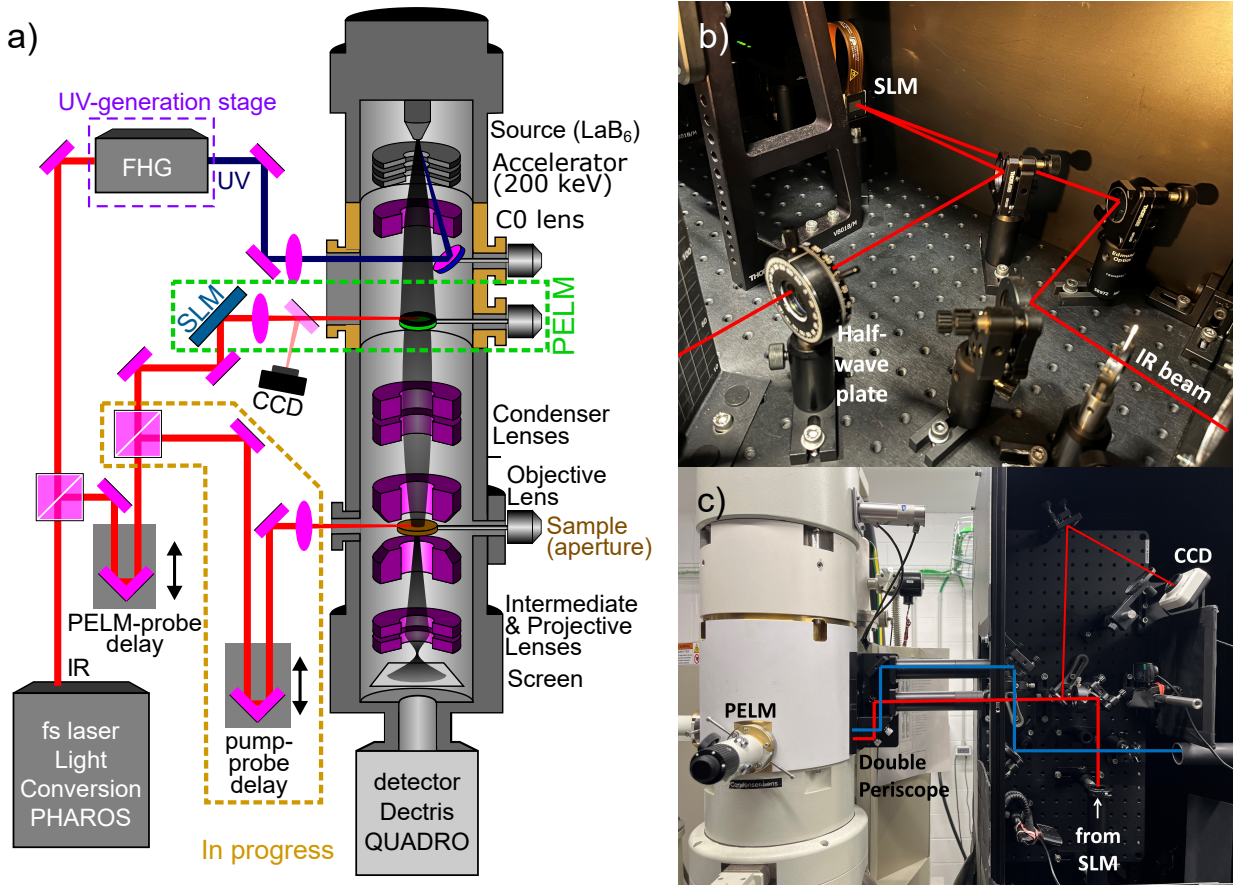 a)
UV-generation stage
FHG
UV
Source (LaB6)
Accelerator
(200 keV)
C0 lens
SLM
PELM
CCD
Condenser
Lenses
Objective
Lens
Sample
(aperture)
PELM-probe
delay
Intermediate
& Projective
Lenses
Screen
IR
fs laser
Light
Conversion
PHAROS
pump-
probe
delay
In progress
detector
Dectris
QUADRO
b)
SLM
Half-
wave
plate
IR beam
c)
CCD
PELM
Double
Periscope
from
SLM